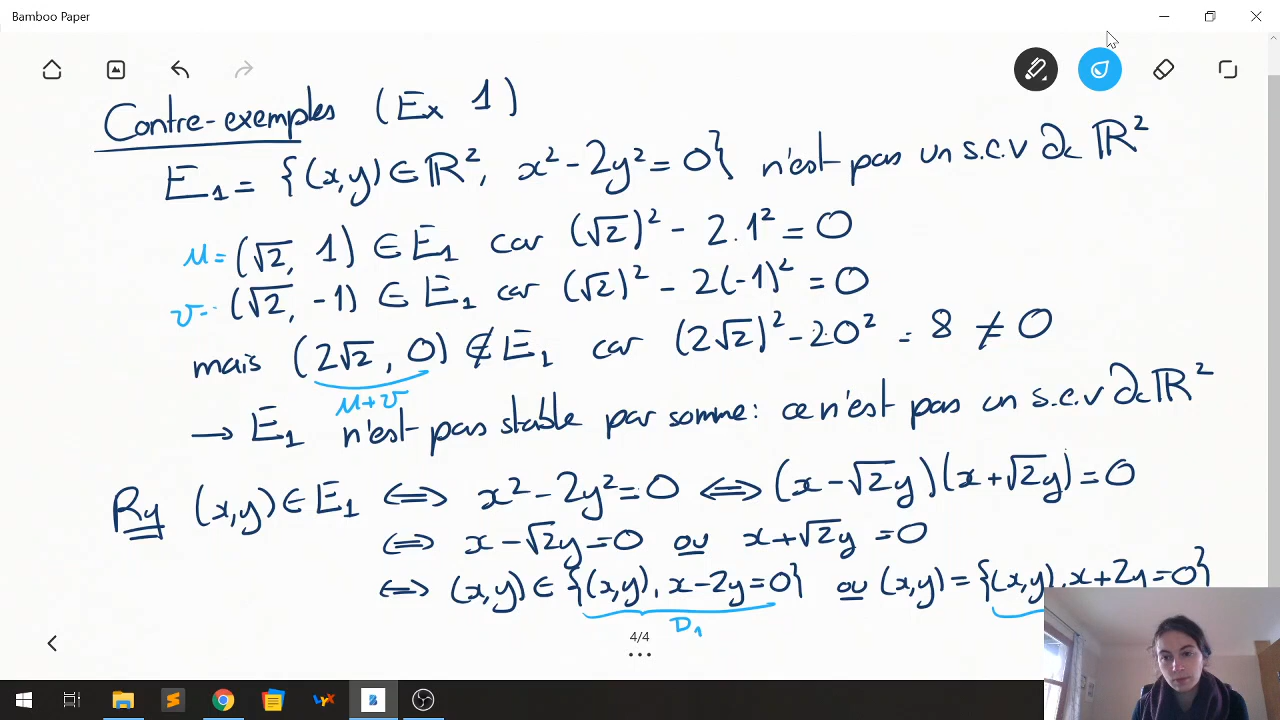 Bamboo Paper
Contre-exemples (Ex 1)
E₁ = {(x,y) ∈ ℝ², x² - 2y² = 0} n'est pas un s.e.v de ℝ²
u = (√2, 1) ∈ E₁ car (√2)² - 2.1² = 0
v = (√2, -1) ∈ E₁ car (√2)² - 2(-1)² = 0
mais (2√2, 0) ∉ E₁ car (2√2)² - 2.0² = 8 ≠ 0
u+v
→ E₁ n'est pas stable par somme : ce n'est pas un s.e.v de ℝ²
Rq (x,y) ∈ E₁ ⟺ x² - 2y² = 0 ⟺ (x - √2y)(x + √2y) = 0
⟺ x - √2y = 0 ou x + √2y = 0
⟺ (x,y) ∈ {(x,y), x - 2y = 0} ou (x,y) = {(x,y), x + 2y = 0}
D₁
4/4